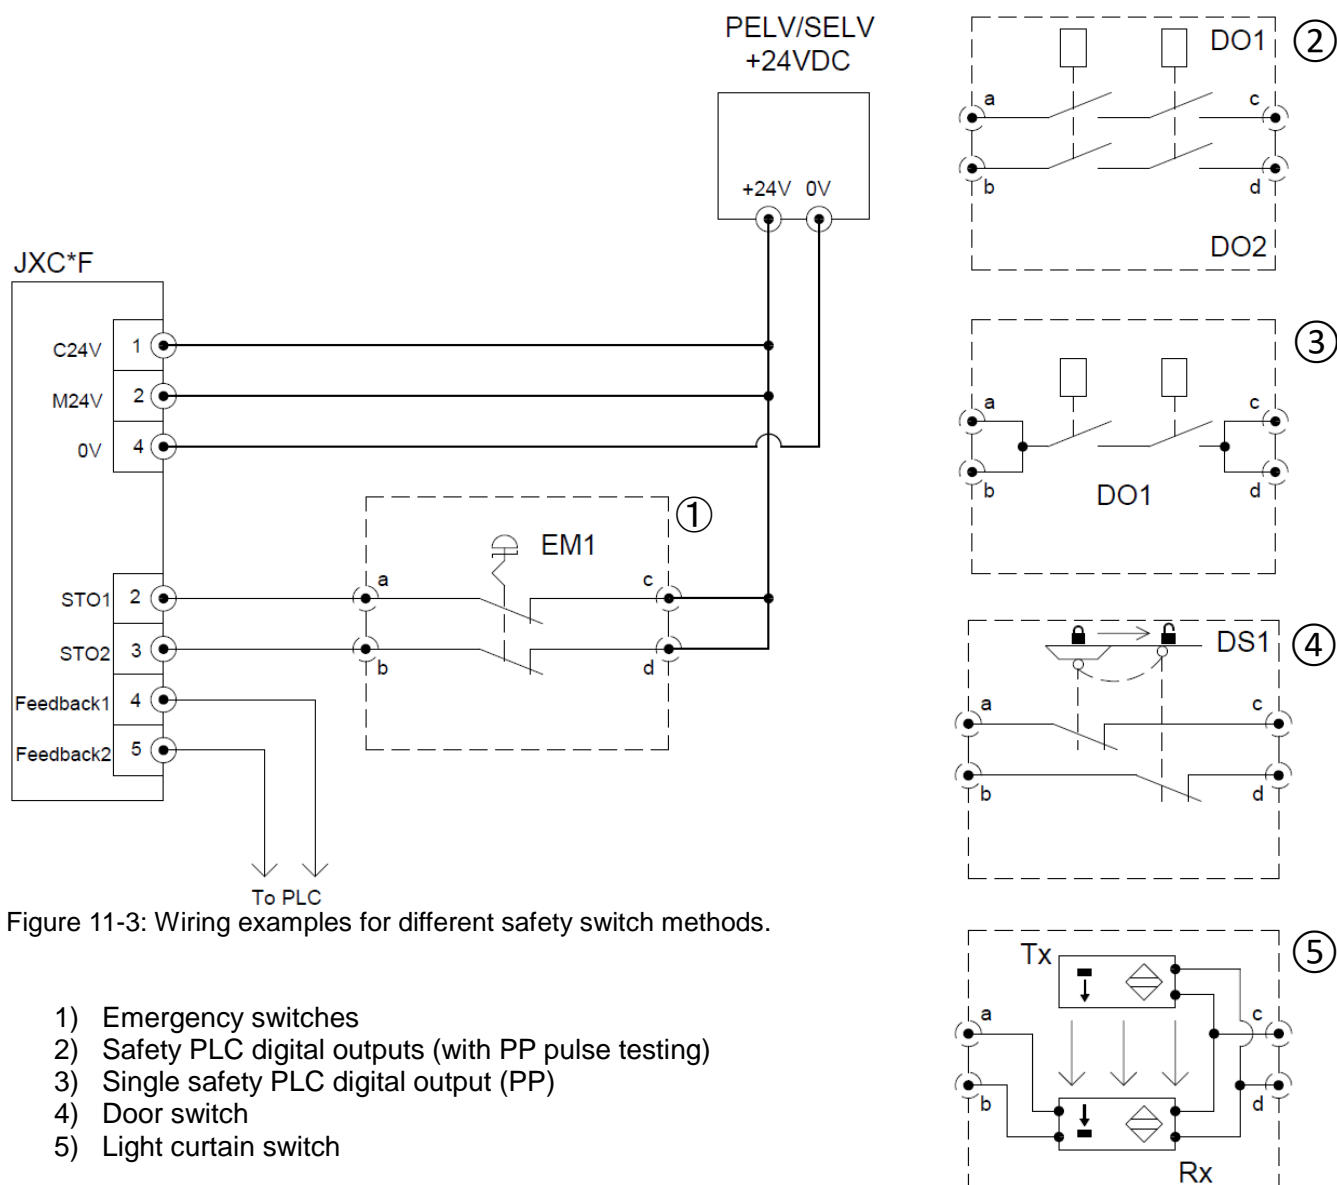 PELV/SELV
+24VDC
+24V 0V
JXC*F
C24V 1
M24V 2
0V 4
STO1 2
STO2 3
Feedback1 4
Feedback2 5
To PLC
①
EM1
a c
b d
DO1 ②
a c
b d
DO2
③
a c
b d
DO1
DS1 ④
a c
b d
Tx ⑤
a c
b d
Rx
Figure 11-3: Wiring examples for different safety switch methods.
1) Emergency switches
2) Safety PLC digital outputs (with PP pulse testing)
3) Single safety PLC digital output (PP)
4) Door switch
5) Light curtain switch